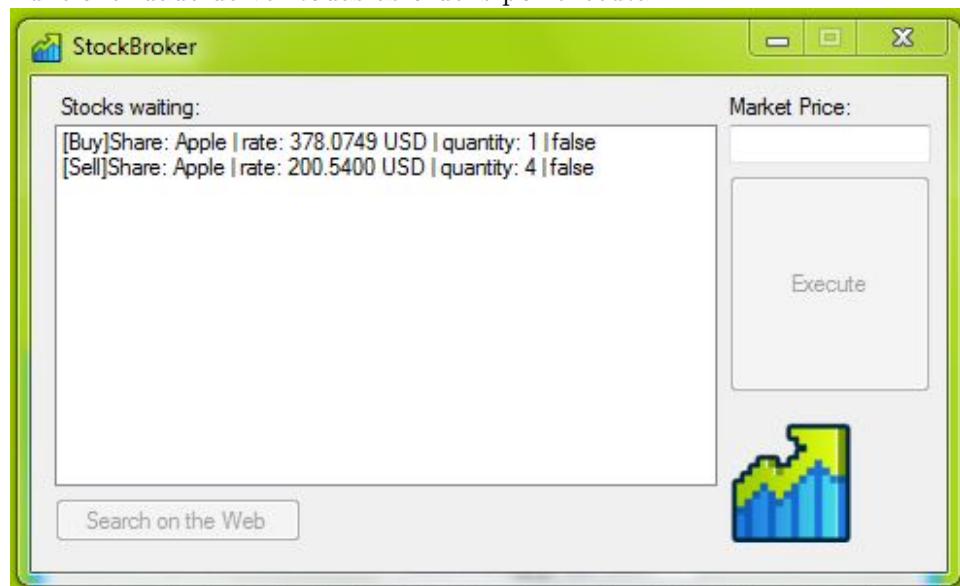 StockBroker
Stocks waiting:
Market Price:
[Buy]Share: Apple | rate: 378.0749 USD | quantity: 1 | false
[Sell]Share: Apple | rate: 200.5400 USD | quantity: 4 | false
Execute
Search on the Web